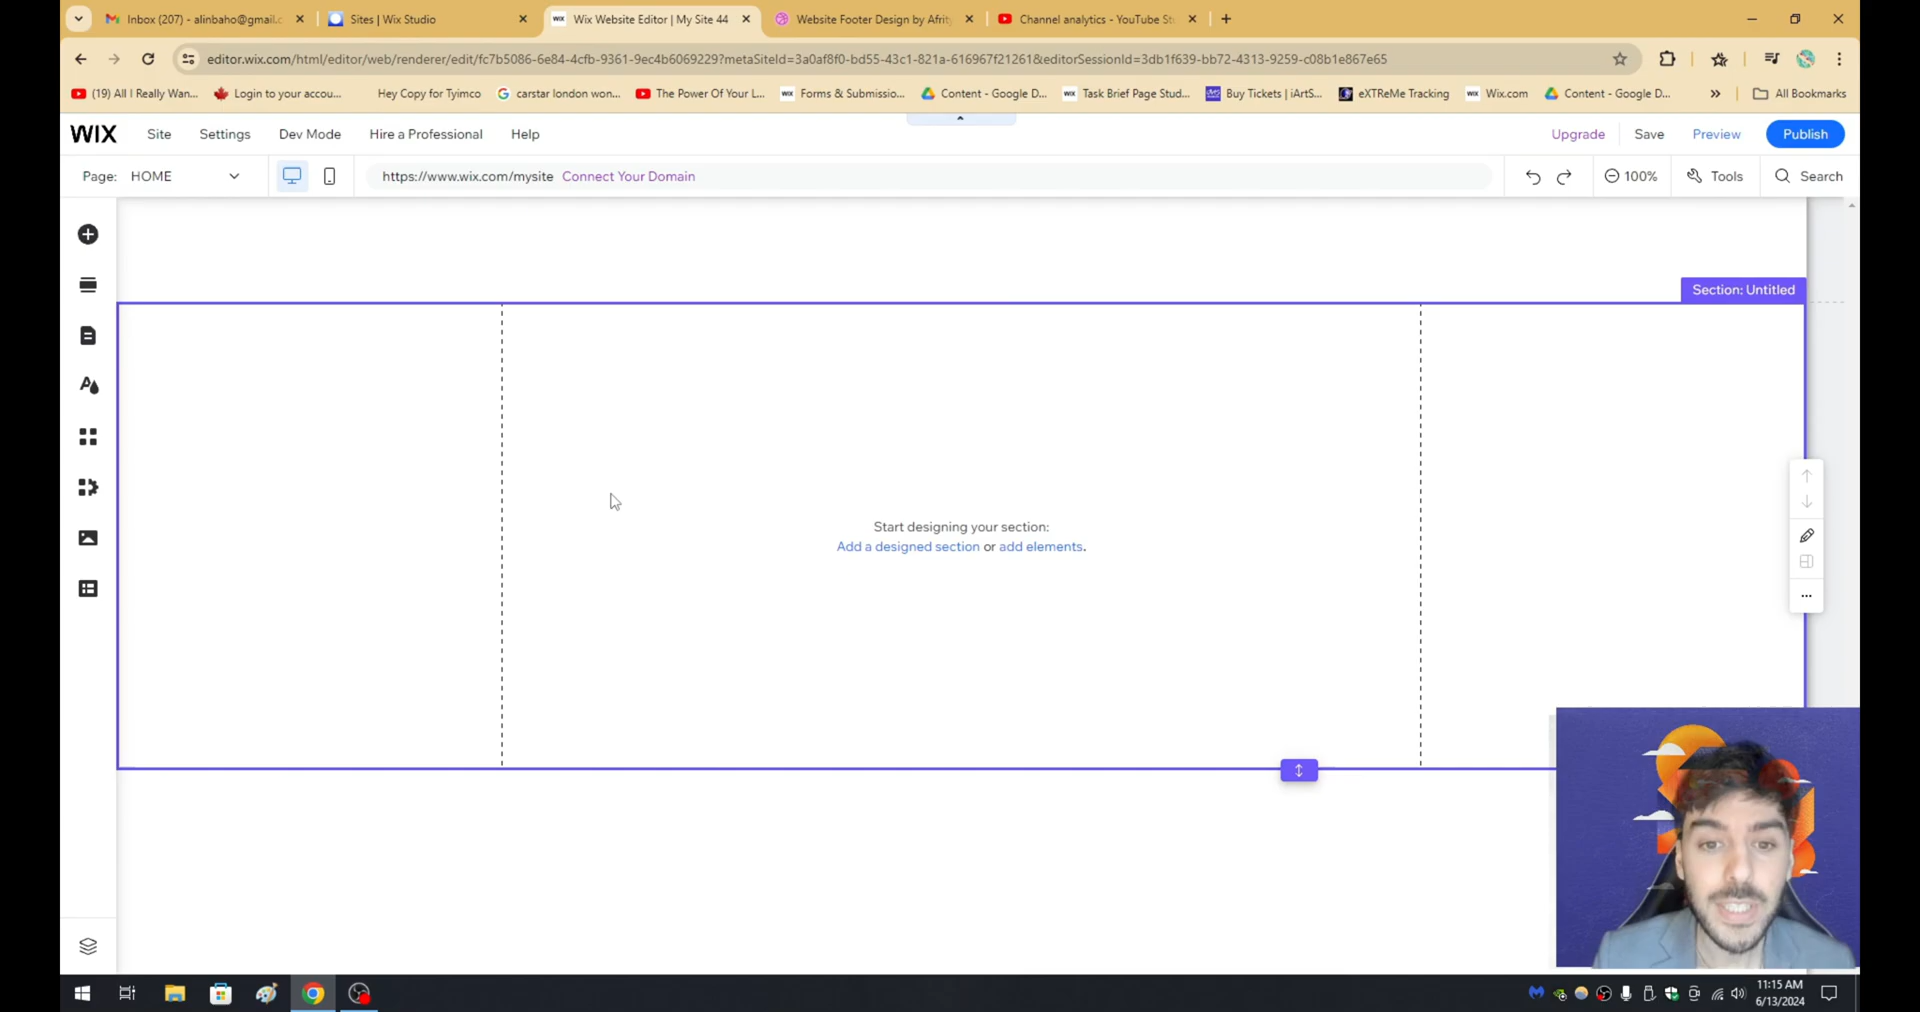 Inbox (207) - alinbaho@gmail.c
Sites | Wix Studio
WIX Wix Website Editor | My Site 44
Website Footer Design by Afrit
Channel analytics - YouTube St
editor.wix.com/html/editor/web/renderer/edit/fc7b5086-6e84-4cfb-9361-9ec4b6069229?metaSiteId=3a0af8f0-bd55-43c1-821a-616967f21261&editorSessionId=3db1f639-bb72-4313-9259-c08b1e867e65
(19) All I Really Wan...
Login to your accou...
Hey Copy for Tyimco
carstar london won...
The Power Of Your L...
WIX Forms & Submissio...
Content - Google D...
WIX Task Brief Page Stud...
Buy Tickets | iArtS...
eXTReMe Tracking
WIX Wix.com
Content - Google D...
All Bookmarks
WIX
Site
Settings
Dev Mode
Hire a Professional
Help
Upgrade
Save
Preview
Publish
Page: HOME
https://www.wix.com/mysite Connect Your Domain
100%
Tools
Search
Section: Untitled
Start designing your section:
Add a designed section or add elements.
11:15 AM
6/13/2024